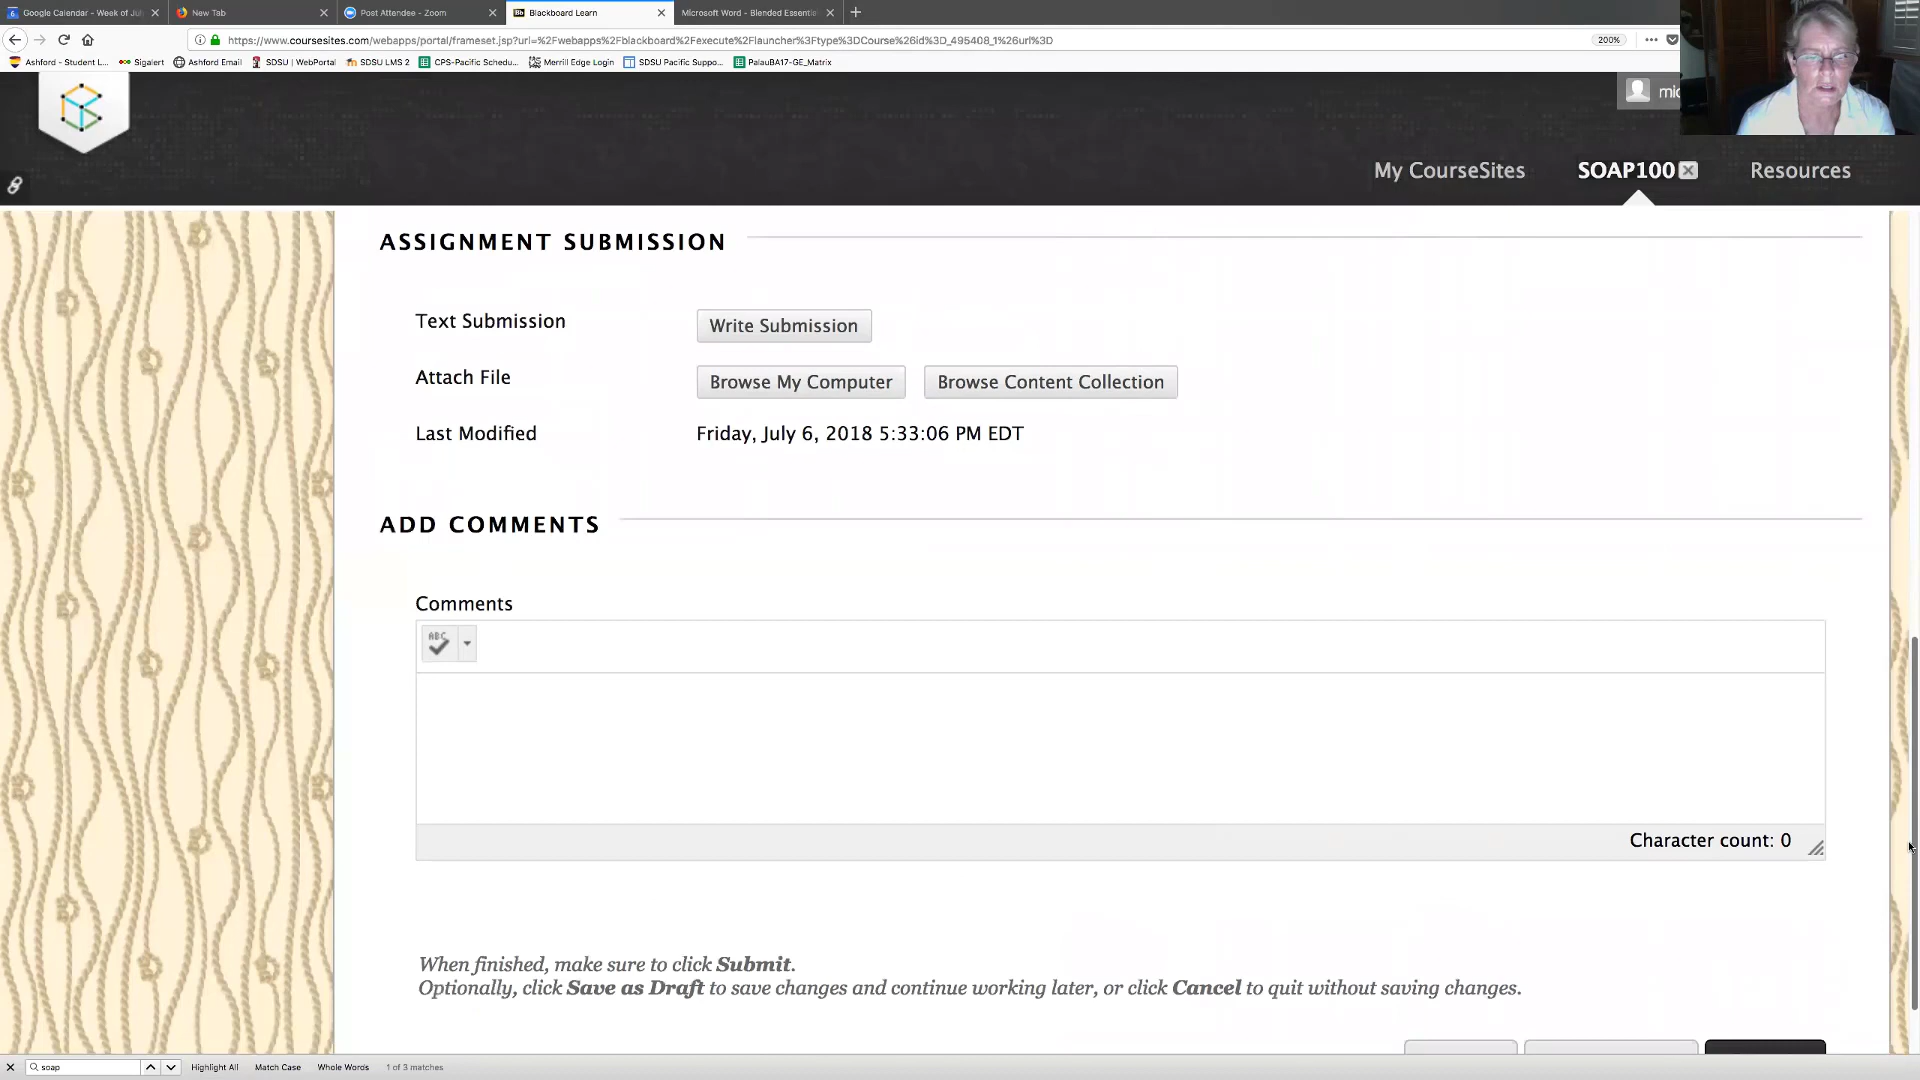 Google Calendar - Week of Jul
New Tab
Post Attendee - Zoom
Bb Blackboard Learn
Microsoft Word - Blended Essentia
https://www.coursesites.com/webapps/portal/frameset.jsp?url=%2Fwebapps%2Fblackboard%2Fexecute%2Flauncher%3Ftype%3DCourse%26id%3D_495408_1%26url%3D
200%
Ashford - Student L...
Sigalert
Ashford Email
SDSU | WebPortal
SDSU LMS 2
CPS-Pacific Schedu...
Merrill Edge Login
SDSU Pacific Suppo...
PalauBA17-GE_Matrix
My CourseSites
SOAP100
Resources
ASSIGNMENT SUBMISSION
Text Submission
Write Submission
Attach File
Browse My Computer
Browse Content Collection
Last Modified
Friday, July 6, 2018 5:33:06 PM EDT
ADD COMMENTS
Comments
ABC
Character count: 0
When finished, make sure to click Submit.
Optionally, click Save as Draft to save changes and continue working later, or click Cancel to quit without saving changes.
soap
Highlight All
Match Case
Whole Words
1 of 3 matches